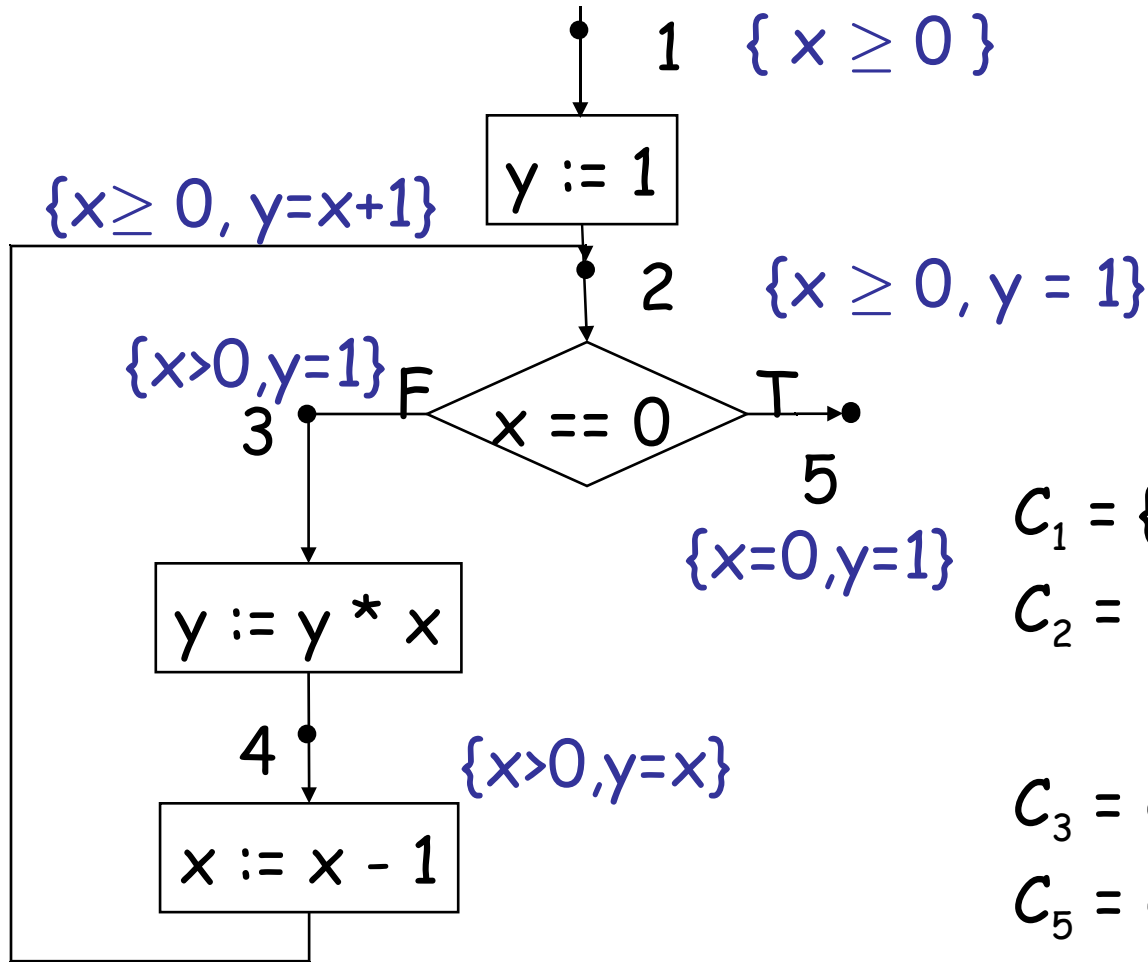 1 { x ≥ 0 }
y := 1
{x ≥ 0, y=x+1}
2 {x ≥ 0, y = 1}
{x>0,y=1} F
x == 0
T
3
5
{x=0,y=1}
C₁ = {
C₂ =
y := y * x
4 {x>0,y=x}
C₃ =
x := x - 1
C₅ =